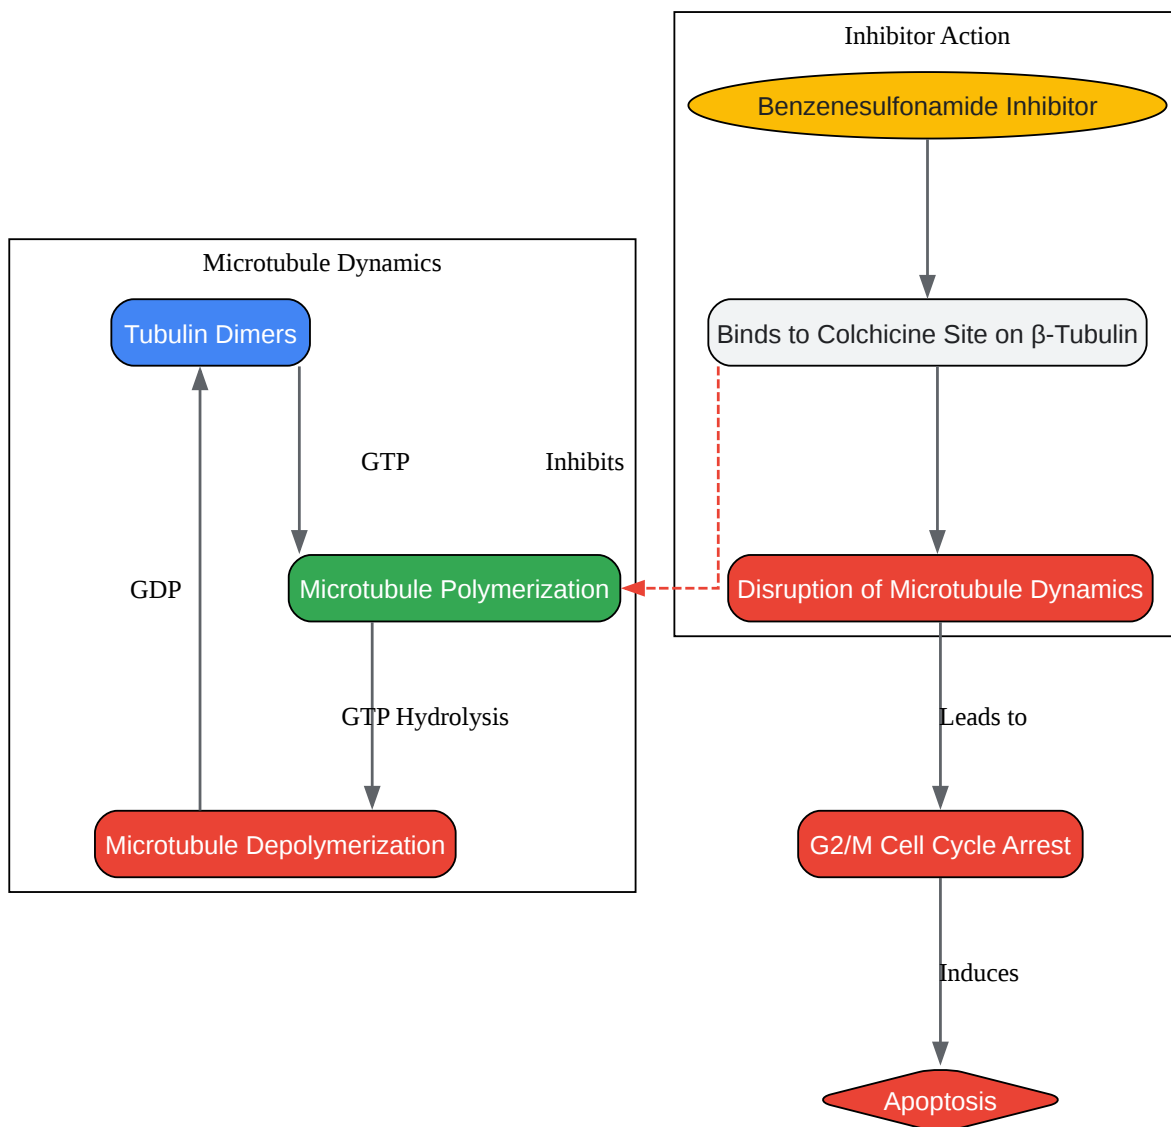 Inhibitor Action
Benzenesulfonamide Inhibitor
Microtubule Dynamics
Tubulin Dimers
Binds to Colchicine Site on β-Tubulin
GTP
Inhibits
GDP
Microtubule Polymerization
Disruption of Microtubule Dynamics
GTP Hydrolysis
Leads to
Microtubule Depolymerization
G2/M Cell Cycle Arrest
Induces
Apoptosis